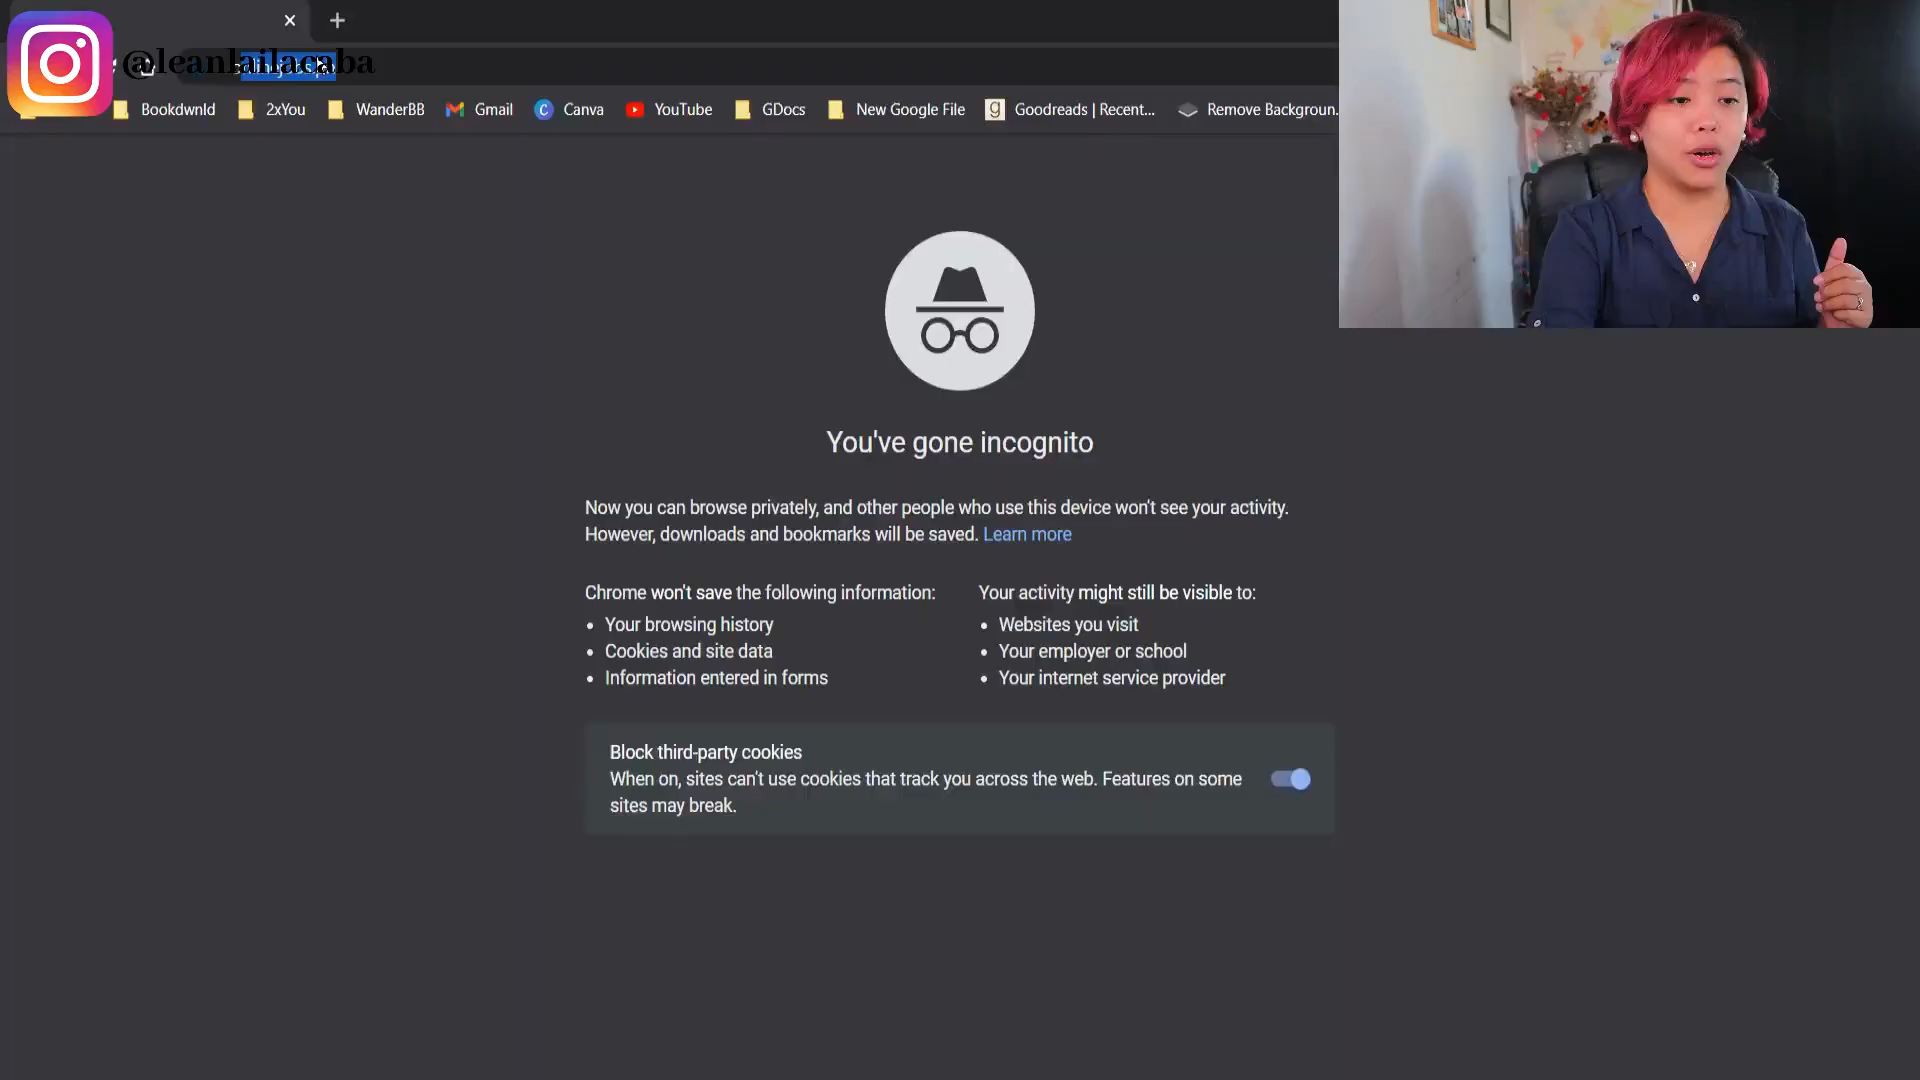 @leanlailacaba
Bookdwnld
2xYou
WanderBB
Gmail
Canva
YouTube
GDocs
New Google File
Goodreads | Recent...
Remove Backgroun.
You've gone incognito
Now you can browse privately, and other people who use this device won't see your activity.
However, downloads and bookmarks will be saved. Learn more
Chrome won't save the following information:
Your browsing history
Cookies and site data
Information entered in forms
Your activity might still be visible to:
Websites you visit
Your employer or school
Your internet service provider
Block third-party cookies
When on, sites can't use cookies that track you across the web. Features on some
sites may break.